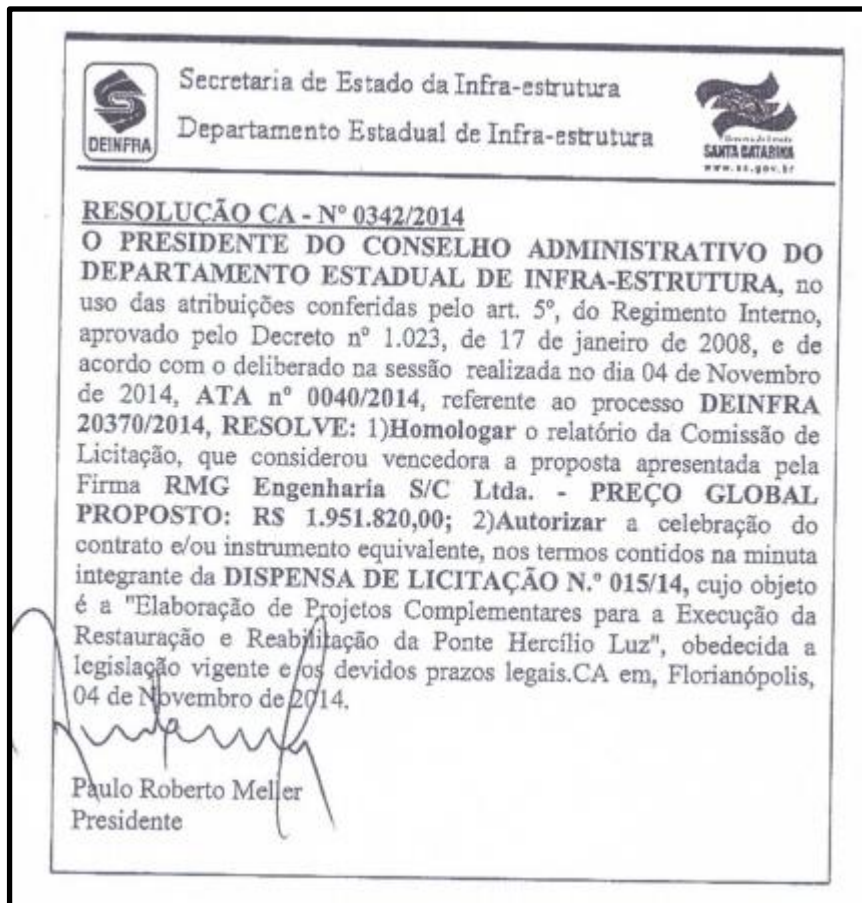 Secretaria de Estado da Infra-estrutura
Departamento Estadual de Infra-estrutura
DEINFRA
SANTA CATARINA
www.sc.gov.br
RESOLUÇÃO CA - Nº 0342/2014
O PRESIDENTE DO CONSELHO ADMINISTRATIVO DO
DEPARTAMENTO ESTADUAL DE INFRA-ESTRUTURA, no
uso das atribuições conferidas pelo art. 5º, do Regimento Interno,
aprovado pelo Decreto nº 1.023, de 17 de janeiro de 2008, e de
acordo com o deliberado na sessão realizada no dia 04 de Novembro
de 2014, ATA nº 0040/2014, referente ao processo DEINFRA
20370/2014, RESOLVE: 1)Homologar o relatório da Comissão de
Licitação, que considerou vencedora a proposta apresentada pela
Firma RMG Engenharia S/C Ltda. - PREÇO GLOBAL
PROPOSTO: R$ 1.951.820,00; 2)Autorizar a celebração do
contrato e/ou instrumento equivalente, nos termos contidos na minuta
integrante da DISPENSA DE LICITAÇÃO N.º 015/14, cujo objeto
é a "Elaboração de Projetos Complementares para a Execução da
Restauração e Reabilitação da Ponte Hercílio Luz", obedecida a
legislação vigente e os devidos prazos legais.CA em, Florianópolis,
04 de Novembro de 2014.
Paulo Roberto Meller
Presidente